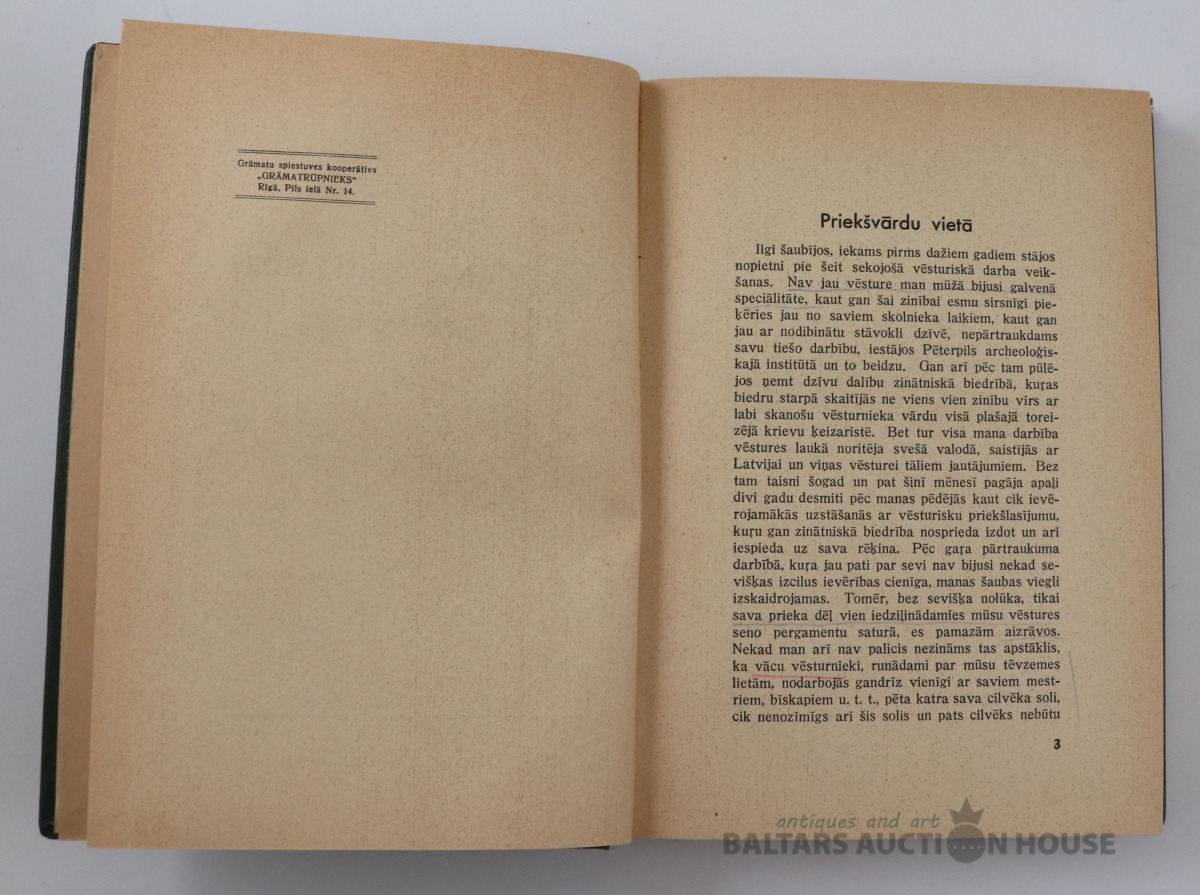 Grāmatu spiestuves kooperātīvs
„GRĀMATRŪPNIEKS“
Rīgā, Pils ielā Nr. 14.
Priekšvārdu vietā
Ilgi šaubījos, iekams pirms dažiem gadiem stājos
nopietni pie šeit sekojošā vēsturiskā darba veik-
šanas. Nav jau vēsture man mūžā bijusi galvenā
speciālitāte, kaut gan šai zinībai esmu sirsnīgi pie-
ķēries jau no saviem skolnieka laikiem, kaut gan
jau ar nodibinātu stāvokli dzīvē, nepārtraukdams
savu tiešo darbību, iestājos Pēterpils archeoloģis-
kajā institūtā un to beidzu. Gan arī pēc tam pūlē-
jos ņemt dzīvu dalību zinātniskā biedrībā, kuŗas
biedru starpā skaitījās ne viens vien zinību vīrs ar
labi skanošu vēsturnieka vārdu visā plašajā torei-
zējā krievu ķeizaristē. Bet tur visa mana darbība
vēstures laukā noritēja svešā valodā, saistījās ar
Latvijai un viņas vēsturei tāliem jautājumiem. Bez
tam taisni šogad un pat šinī mēnesī pagāja apaļi
divi gadu desmiti pēc manas pēdējās kaut cik ievē-
rojamākās uzstāšanās ar vēsturisku priekšlasījumu,
kuŗu gan zinātniskā biedrība nosprieda izdot un arī
iespieda uz sava rēķina. Pēc gaŗa pārtraukuma
darbībā, kuŗa jau pati par sevi nav bijusi nekad se-
višķas izcilus ievērības cienīga, manas šaubas viegli
izskaidrojamas. Tomēr, bez sevišķa nolūka, tikai
sava prieka dēļ vien iedziļinādamies mūsu vēstures
seno pergamentu saturā, es pamazām aizrāvos.
Nekad man arī nav palicis nezināms tas apstāklis,
ka vācu vēsturnieki, runādami par mūsu tēvzemes
lietām, nodarbojās gandrīz vienīgi ar saviem mest-
riem, bīskapiem u. t. t., pēta katra sava cilvēka soli,
cik nenozīmīgs arī šis solis un pats cilvēks nebūtu
3
antiques and art
BALTARS AUCTION HOUSE